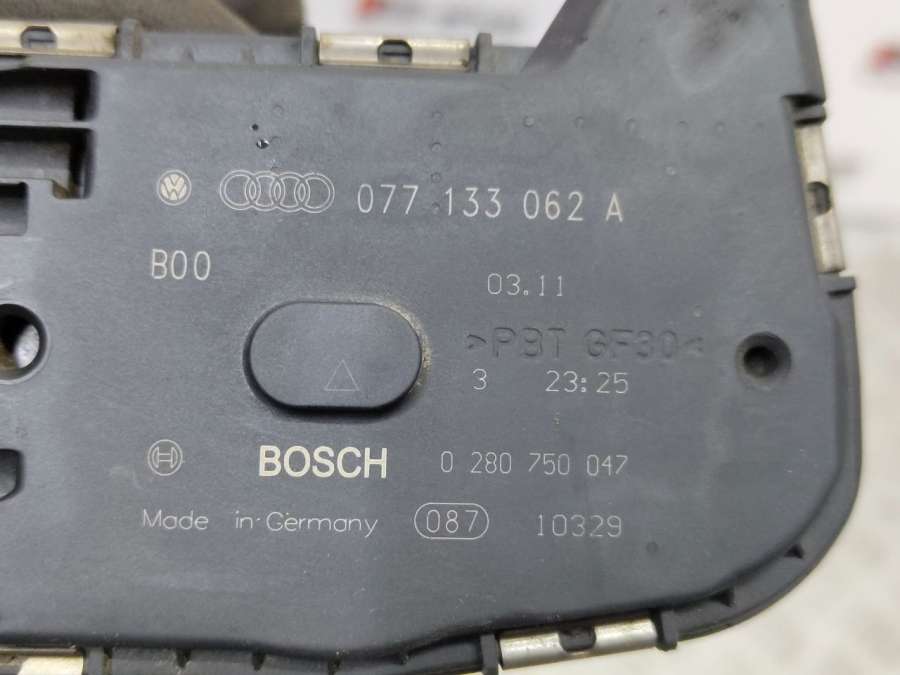 077 133 062 A
B00
03.11
>PBT GF30<
3 23:25
BOSCH 0 280 750 047
Made in Germany 087 10329